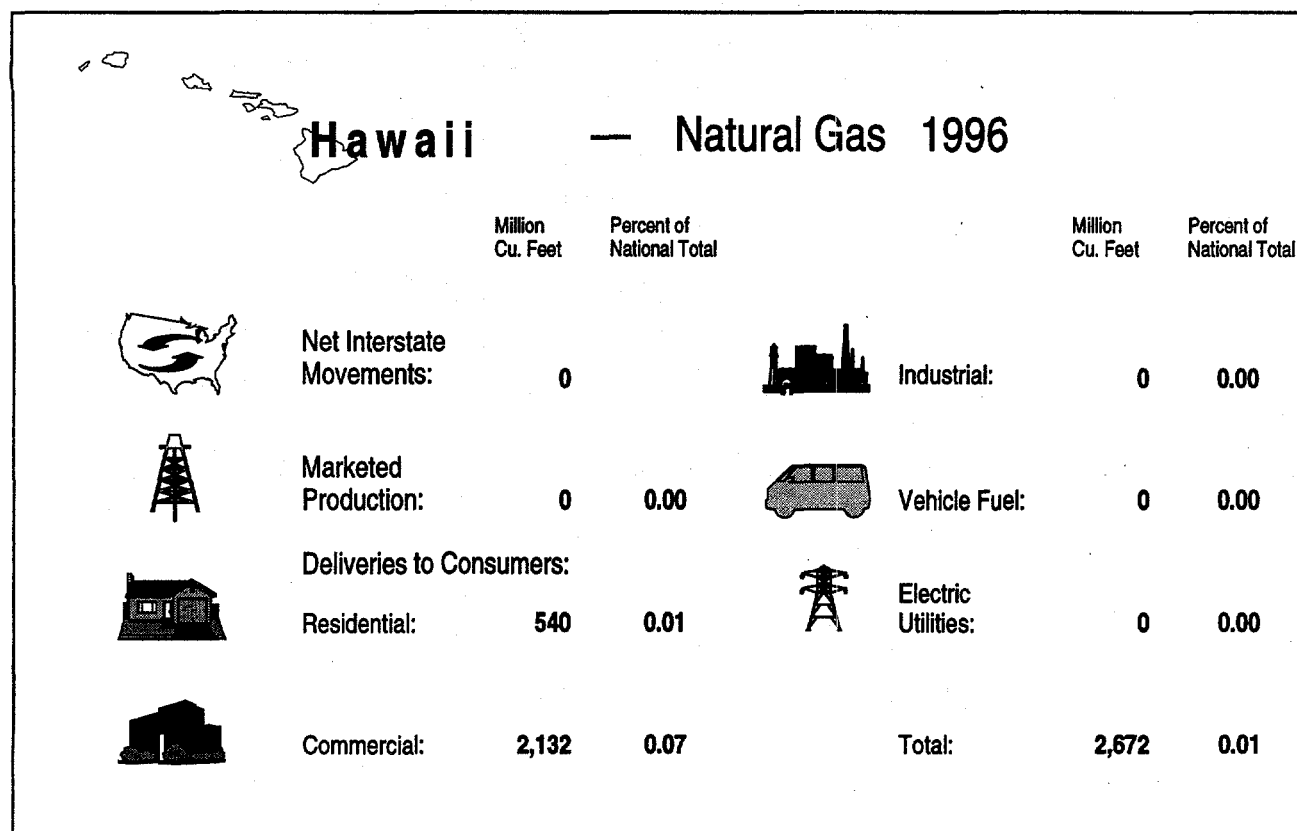 Hawaii — Natural Gas 1996
Million Cu. Feet
Percent of National Total
Million Cu. Feet
Percent of National Total
Net Interstate
Movements: 0
Marketed
Production: 0 0.00
Deliveries to Consumers:
Residential: 540 0.01
Commercial: 2,132 0.07
Industrial: 0 0.00
Vehicle Fuel: 0 0.00
Electric
Utilities: 0 0.00
Total: 2,672 0.01